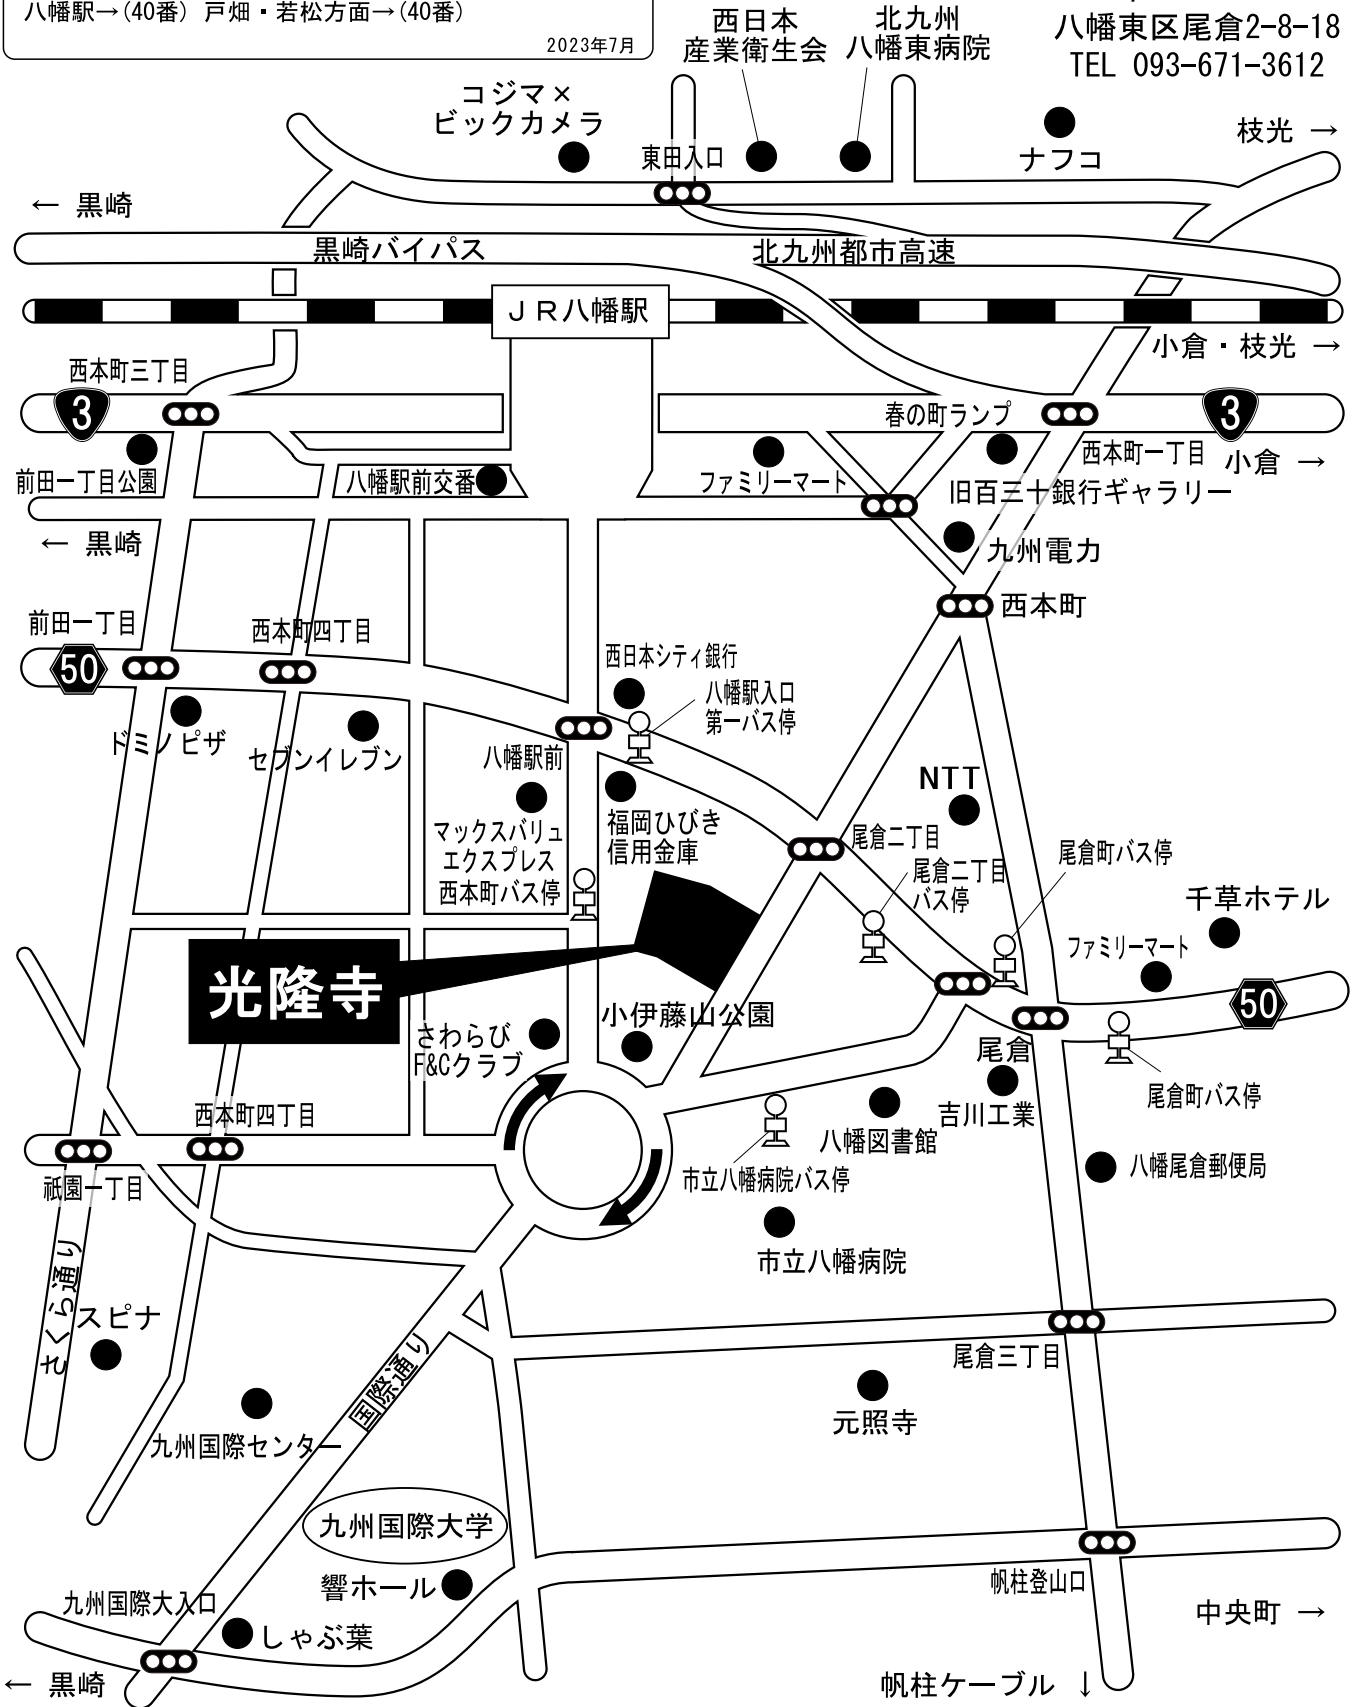 八幡駅→(40番) 戸畑・若松方面→(40番)
2023年7月
八幡東区尾倉2-8-18
TEL 093-671-3612
西日本
産業衛生会
北九州
八幡東病院
コジマ×
ビックカメラ
東田入口
ナフコ
枝光 →
← 黒崎
黒崎バイパス
北九州都市高速
ＪＲ八幡駅
小倉・枝光 →
西本町三丁目
3
春の町ランプ
3
前田一丁目公園
八幡駅前交番
ファミリーマート
西本町一丁目
小倉 →
旧百三十銀行ギャラリー
← 黒崎
九州電力
西本町
前田一丁目
50
西本町四丁目
西日本シティ銀行
八幡駅入口
第一バス停
ドミノピザ
セブンイレブン
八幡駅前
NTT
マックスバリュ
エクスプレス
西本町バス停
福岡ひびき
信用金庫
尾倉二丁目
尾倉二丁目
バス停
尾倉町バス停
千草ホテル
ファミリーマート
50
光隆寺
小伊藤山公園
さわらび
F&Cクラブ
尾倉
尾倉町バス停
西本町四丁目
吉川工業
八幡図書館
市立八幡病院バス停
八幡尾倉郵便局
祇園一丁目
市立八幡病院
さくら通り
スピナ
国際通り
尾倉三丁目
元照寺
九州国際センター
九州国際大学
響ホール
帆柱登山口
九州国際大入口
しゃぶ葉
中央町 →
← 黒崎
帆柱ケーブル ↓